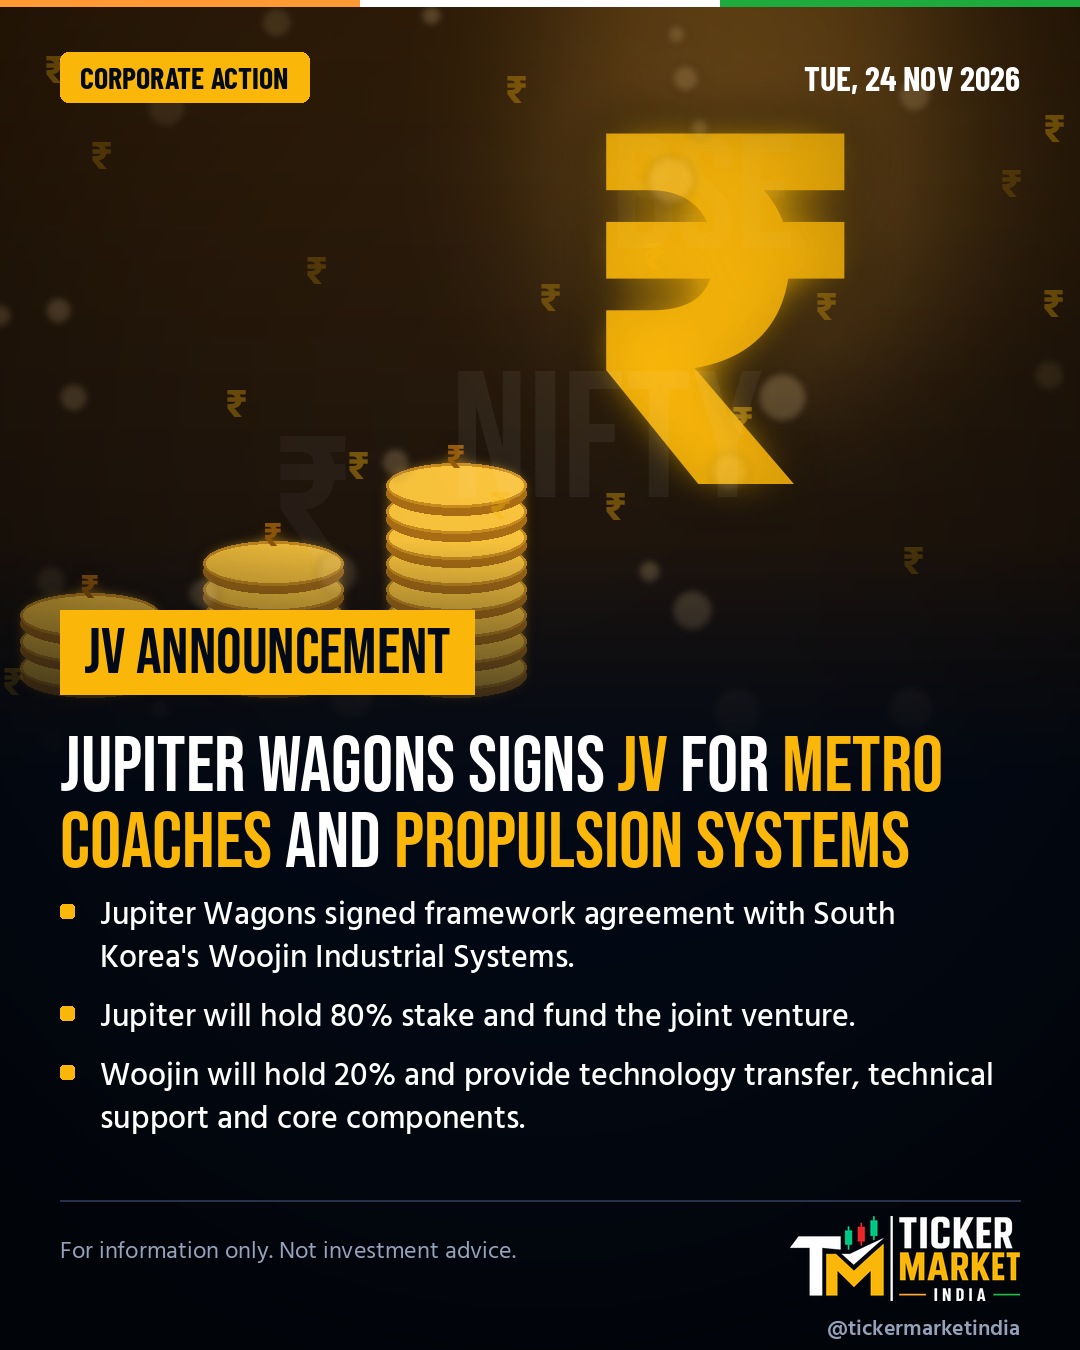 CORPORATE ACTION
TUE, 24 NOV 2026
₹
NIFTY
JV ANNOUNCEMENT
JUPITER WAGONS SIGNS JV FOR METRO
COACHES AND PROPULSION SYSTEMS
Jupiter Wagons signed framework agreement with South
Korea's Woojin Industrial Systems.
Jupiter will hold 80% stake and fund the joint venture.
Woojin will hold 20% and provide technology transfer, technical
support and core components.
For information only. Not investment advice.
TM
TICKER
MARKET
INDIA
@tickermarketindia